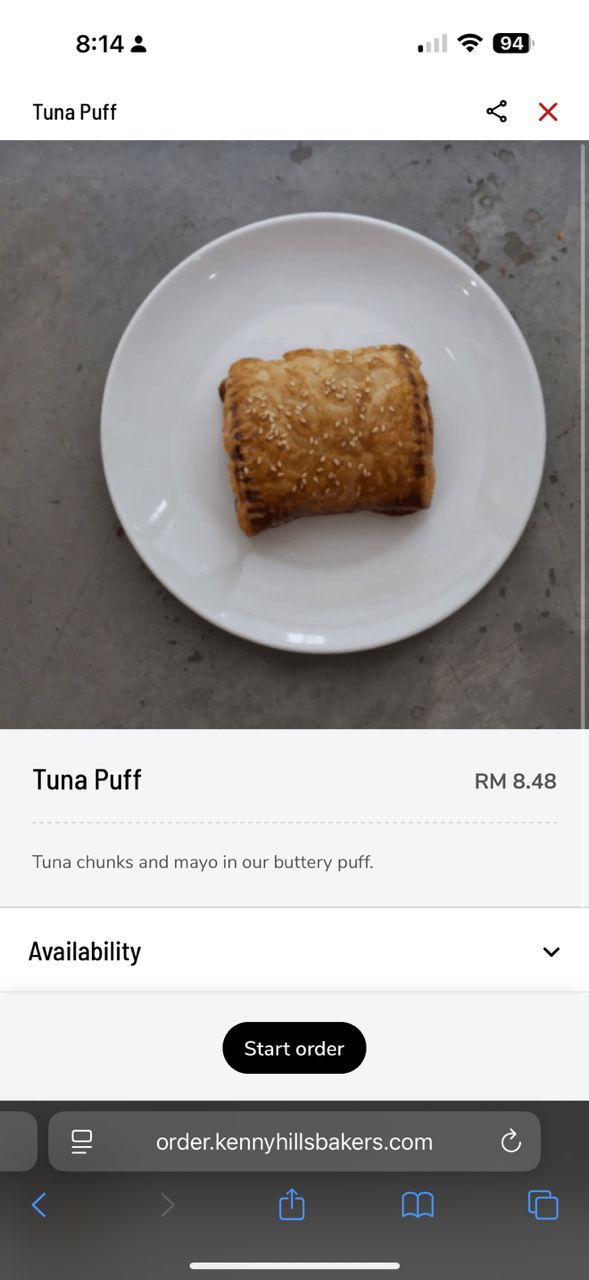 8:14
94
Tuna Puff
Tuna Puff
RM 8.48
Tuna chunks and mayo in our buttery puff.
Availability
Start order
order.kennyhillsbakers.com